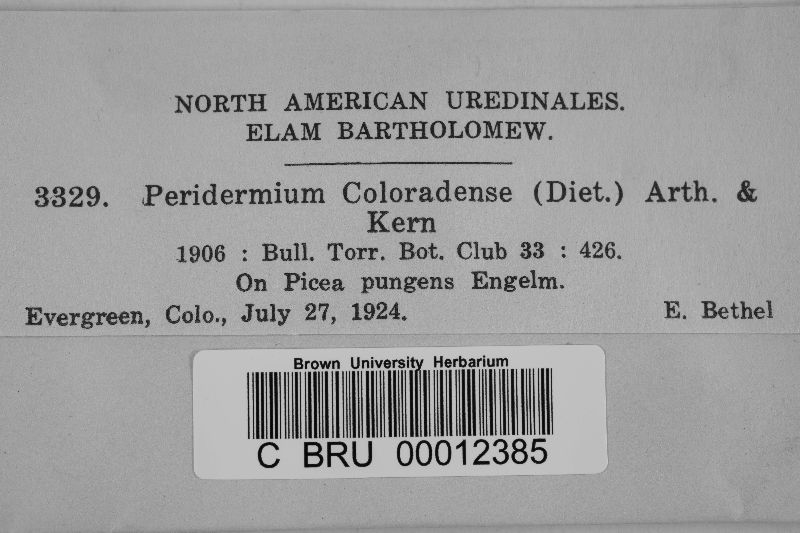 NORTH AMERICAN UREDINALES.
ELAM BARTHOLOMEW.
3329. Peridermium Coloradense (Diet.) Arth. &
Kern
1906 : Bull. Torr. Bot. Club 33 : 426.
On Picea pungens Engelm.
Evergreen, Colo., July 27, 1924. E. Bethel
Brown University Herbarium
C BRU 00012385